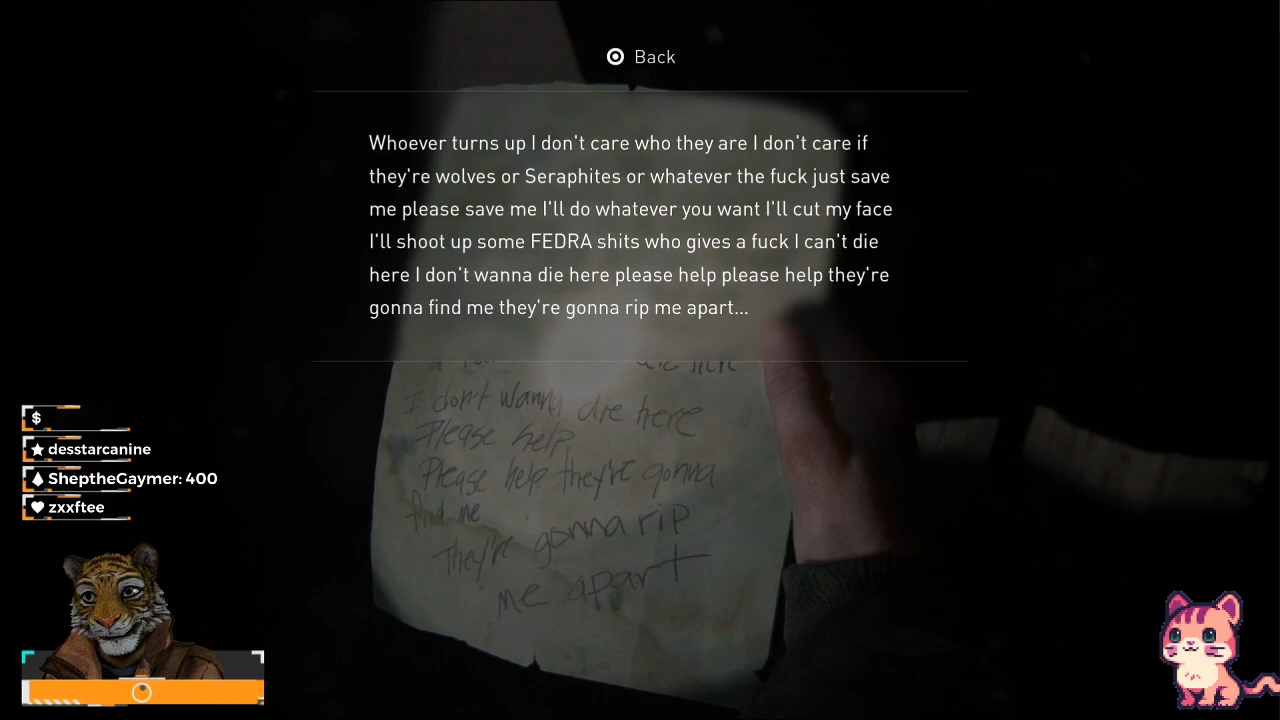 Back
Whoever turns up I don't care who they are I don't care if
they're wolves or Seraphites or whatever the fuck just save
me please save me I'll do whatever you want I'll cut my face
I'll shoot up some FEDRA shits who gives a fuck I can't die
here I don't wanna die here please help please help they're
gonna find me they're gonna rip me apart...
die here
I don't wanna die here
Please help
Please help they're gonna
find me
They're gonna rip
me apart
$
desstarcanine
SheptheGaymer: 400
zxxftee